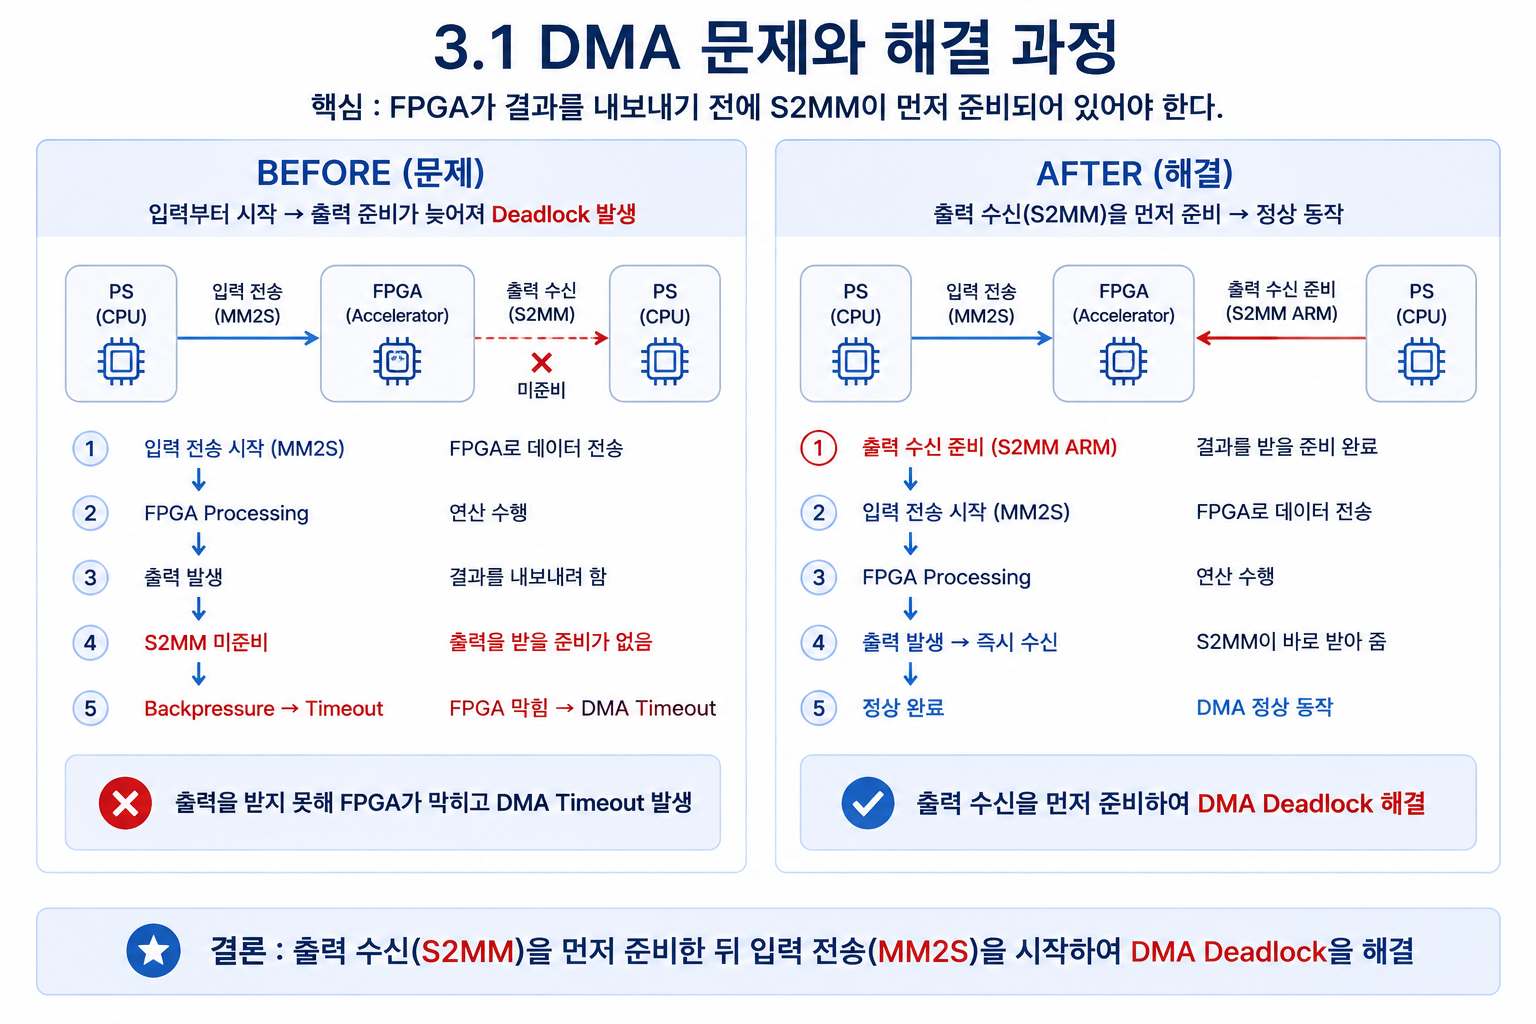 3.1 DMA 문제와 해결 과정
핵심 : FPGA가 결과를 내보내기 전에 S2MM이 먼저 준비되어 있어야 한다.
BEFORE (문제)
입력부터 시작 → 출력 준비가 늦어져 Deadlock 발생
PS
(CPU)
입력 전송
(MM2S)
FPGA
(Accelerator)
출력 수신
(S2MM)
미준비
PS
(CPU)
1 입력 전송 시작 (MM2S) FPGA로 데이터 전송
2 FPGA Processing 연산 수행
3 출력 발생 결과를 내보내려 함
4 S2MM 미준비 출력을 받을 준비가 없음
5 Backpressure → Timeout FPGA 막힘 → DMA Timeout
출력을 받지 못해 FPGA가 막히고 DMA Timeout 발생
AFTER (해결)
출력 수신(S2MM)을 먼저 준비 → 정상 동작
PS
(CPU)
입력 전송
(MM2S)
FPGA
(Accelerator)
출력 수신 준비
(S2MM ARM)
PS
(CPU)
1 출력 수신 준비 (S2MM ARM) 결과를 받을 준비 완료
2 입력 전송 시작 (MM2S) FPGA로 데이터 전송
3 FPGA Processing 연산 수행
4 출력 발생 → 즉시 수신 S2MM이 바로 받아 줌
5 정상 완료 DMA 정상 동작
출력 수신을 먼저 준비하여 DMA Deadlock 해결
결론 : 출력 수신(S2MM)을 먼저 준비한 뒤 입력 전송(MM2S)을 시작하여 DMA Deadlock을 해결